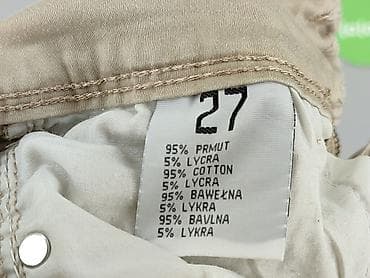 27
95% PRMUT
5% LYCRA
95% COTTON
5% LYCRA
95% BAWEŁNA
5% LYKRA
95% BAVLNA
5% LYKRA